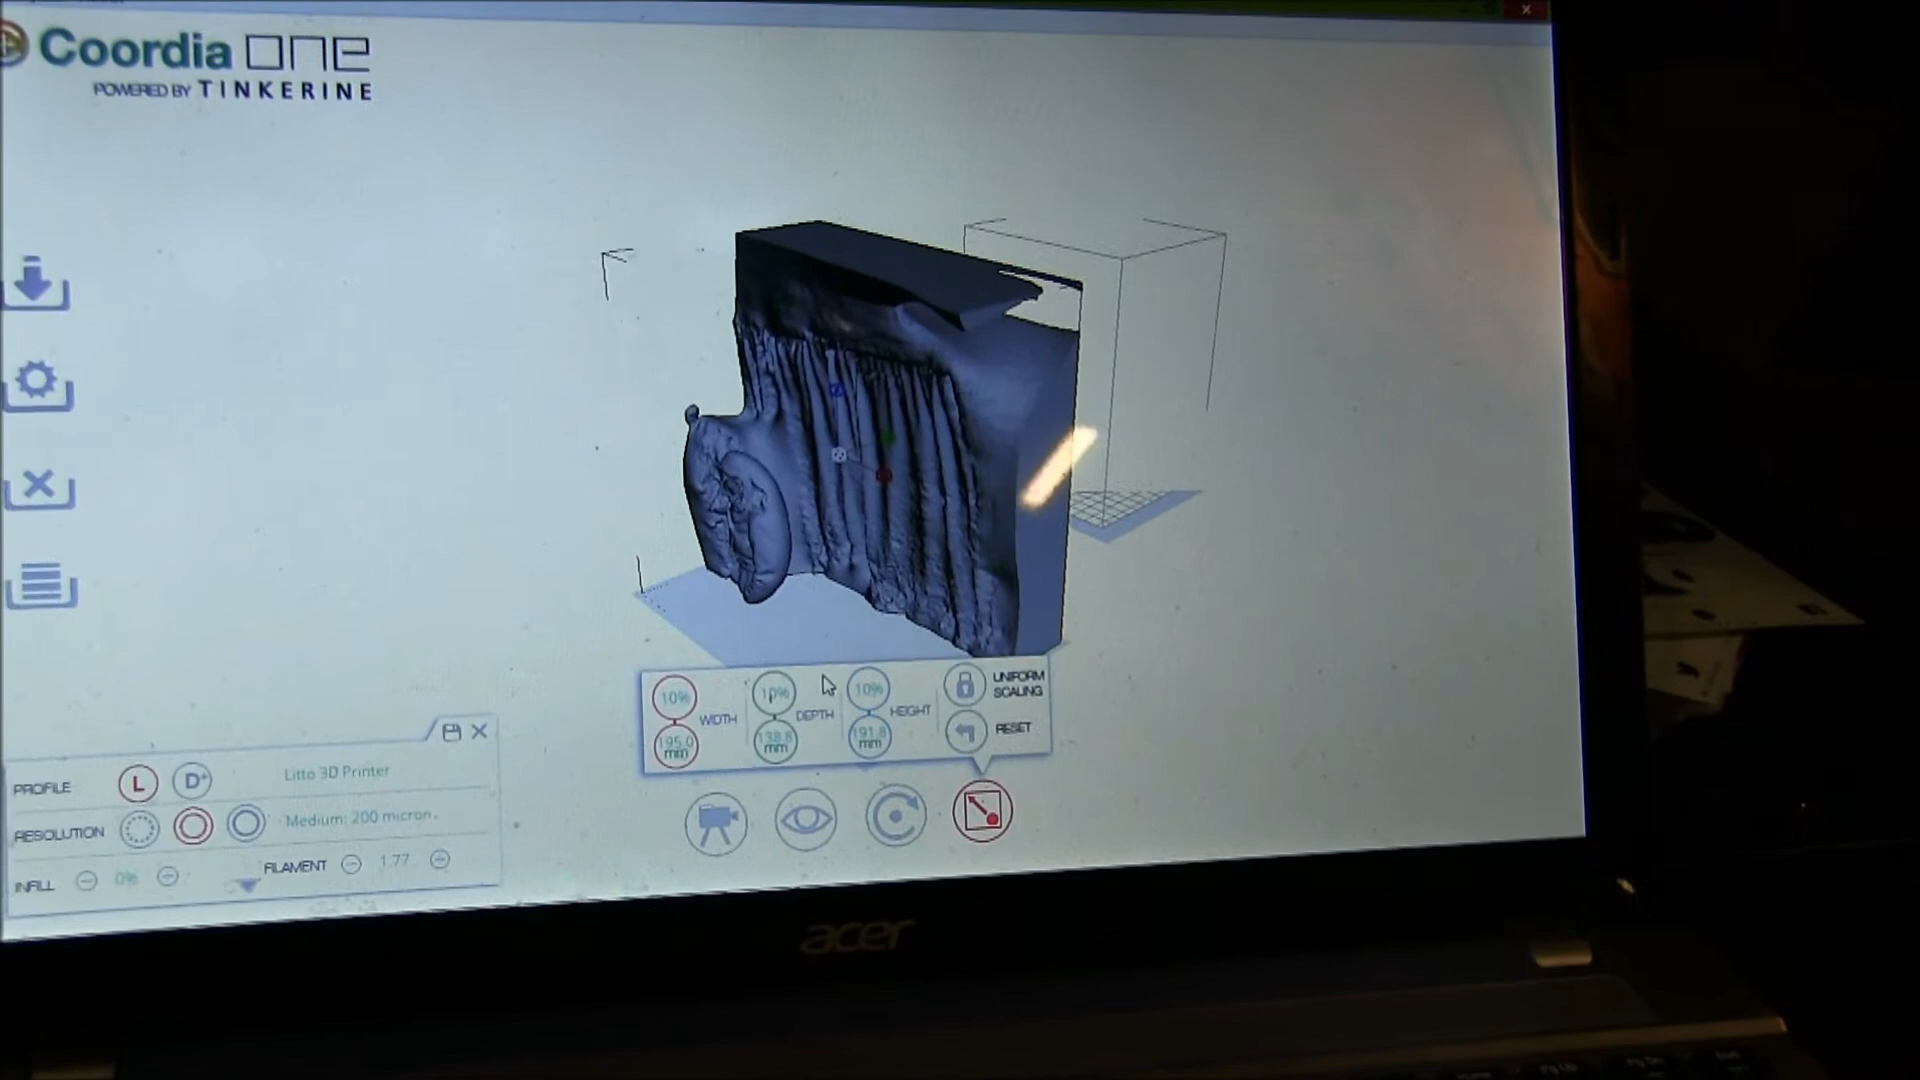 Coordia ONE
POWERED BY TINKERINE
10%
10%
10%
WIDTH
DEPTH
HEIGHT
195.0
mm
138.8
mm
191.8
mm
UNIFORM
SCALING
RESET
PROFILE L D+ Litto 3D Printer
RESOLUTION Medium: 200 micron.
INFILL 0% FILAMENT 1.77
acer